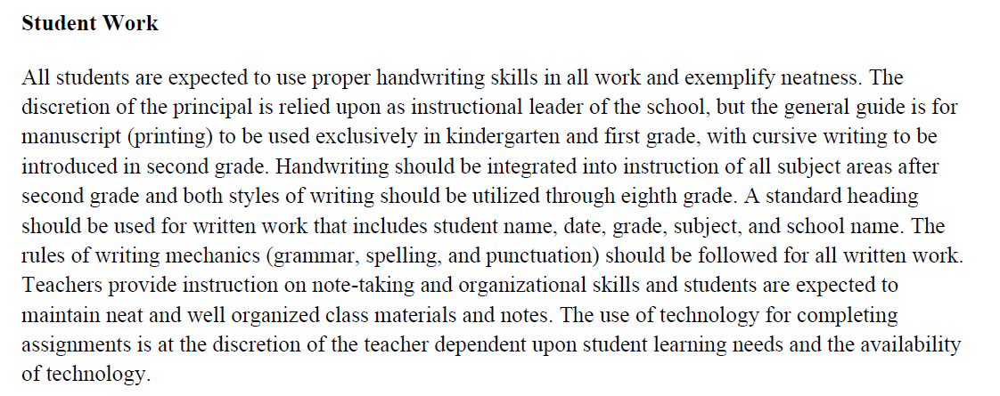 Student Work
All students are expected to use proper handwriting skills in all work and exemplify neatness. The
discretion of the principal is relied upon as instructional leader of the school, but the general guide is for
manuscript (printing) to be used exclusively in kindergarten and first grade, with cursive writing to be
introduced in second grade. Handwriting should be integrated into instruction of all subject areas after
second grade and both styles of writing should be utilized through eighth grade. A standard heading
should be used for written work that includes student name, date, grade, subject, and school name. The
rules of writing mechanics (grammar, spelling, and punctuation) should be followed for all written work.
Teachers provide instruction on note-taking and organizational skills and students are expected to
maintain neat and well organized class materials and notes. The use of technology for completing
assignments is at the discretion of the teacher dependent upon student learning needs and the availability
of technology.